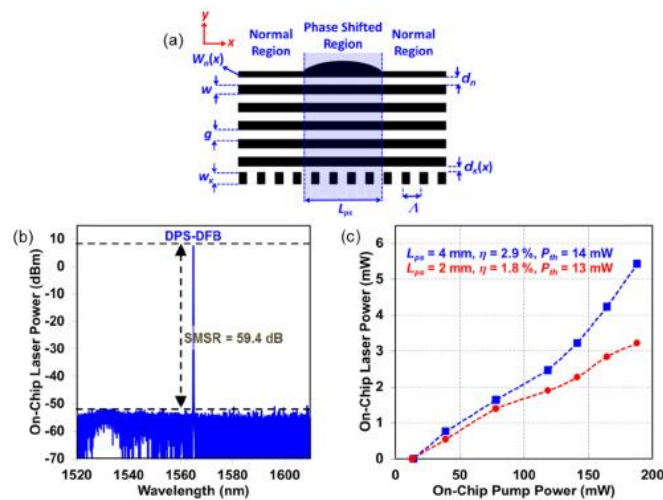 (a)
y
x
Normal Region
Phase Shifted Region
Normal Region
Wn(x)
dn
w
g
dx(x)
wx
Lps
Λ
(b)
DPS-DFB
SMSR = 59.4 dB
On-Chip Laser Power (dBm)
10
0
-10
-20
-30
-40
-50
-60
-70
1520
1540
1560
1580
1600
Wavelength (nm)
(c)
Lps = 4 mm, η = 2.9 %, Pth = 14 mW
Lps = 2 mm, η = 1.8 %, Pth = 13 mW
On-Chip Laser Power (mW)
6
5
4
3
2
1
0
0
50
100
150
200
On-Chip Pump Power (mW)